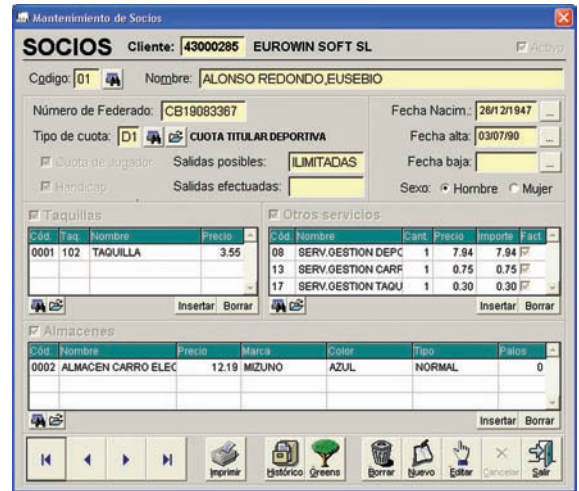 Mantenimiento de Socios
SOCIOS Cliente: 43000285 EUROWIN SOFT SL Activo
Codigo: 01 Nombre: ALONSO REDONDO,EUSEBIO
Número de Federado: CB19083367 Fecha Nacim.: 26/12/1947 ...
Tipo de cuota: D1 CUOTA TITULAR DEPORTIVA Fecha alta: 03/07/90 ...
Cuota de Jogador Salidas posibles: ILIMITADAS Fecha baja: ...
Handicap Salidas efectuadas: Sexo: Hombre Mujer
Taquillas Otros servicios
Cód. Taq. Nombre Precio Cód. Nombre Cant. Precio Importe Fact.
0001 102 TAQUILLA 3.55 08 SERV.GESTION DEPC 1 7.94 7.94
13 SERV.GESTION CARF 1 0.75 0.75
17 SERV.GESTION TAQU 1 0.30 0.30
Insertar Borrar Insertar Borrar
Almacenes
Cód. Nombre Precio Marca Color Tipo Palos
0002 ALMACEN CARRO ELEC 12.19 MIZUNO AZUL NORMAL 0
Insertar Borrar
Imprimir Histórico Greens Borrar Nuevo Editar Cancelar Salir